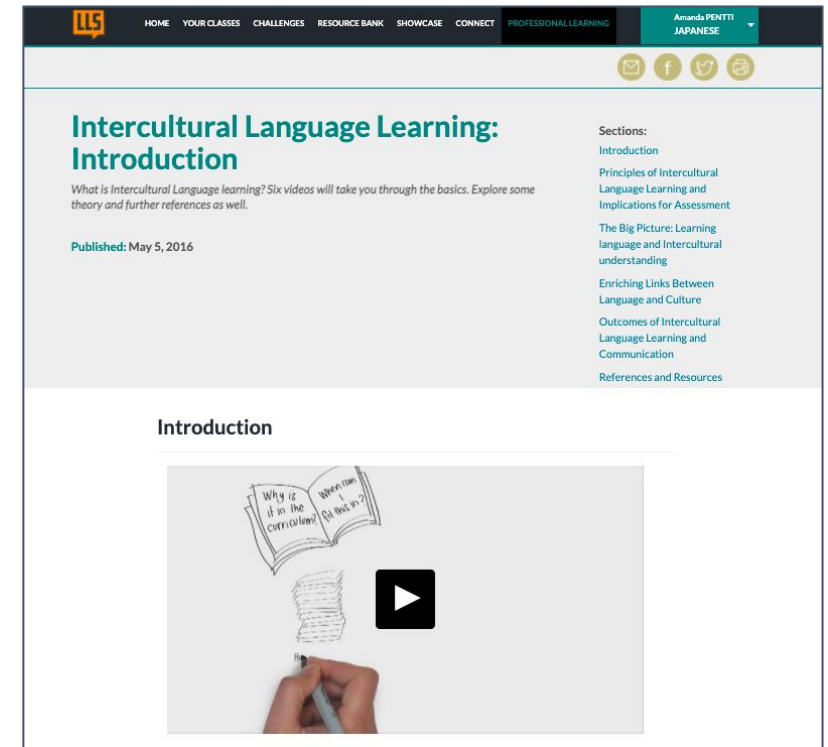 LLS
HOME YOUR CLASSES CHALLENGES RESOURCE BANK SHOWCASE CONNECT PROFESSIONAL LEARNING
Amanda PENTTI
JAPANESE
Intercultural Language Learning:
Introduction
What is Intercultural Language learning? Six videos will take you through the basics. Explore some
theory and further references as well.
Published: May 5, 2016
Sections:
Introduction
Principles of Intercultural
Language Learning and
Implications for Assessment
The Big Picture: Learning
language and Intercultural
understanding
Enriching Links Between
Language and Culture
Outcomes of Intercultural
Language Learning and
Communication
References and Resources
Introduction
Why is
it in the
curriculum?
When can
I
fit this in?